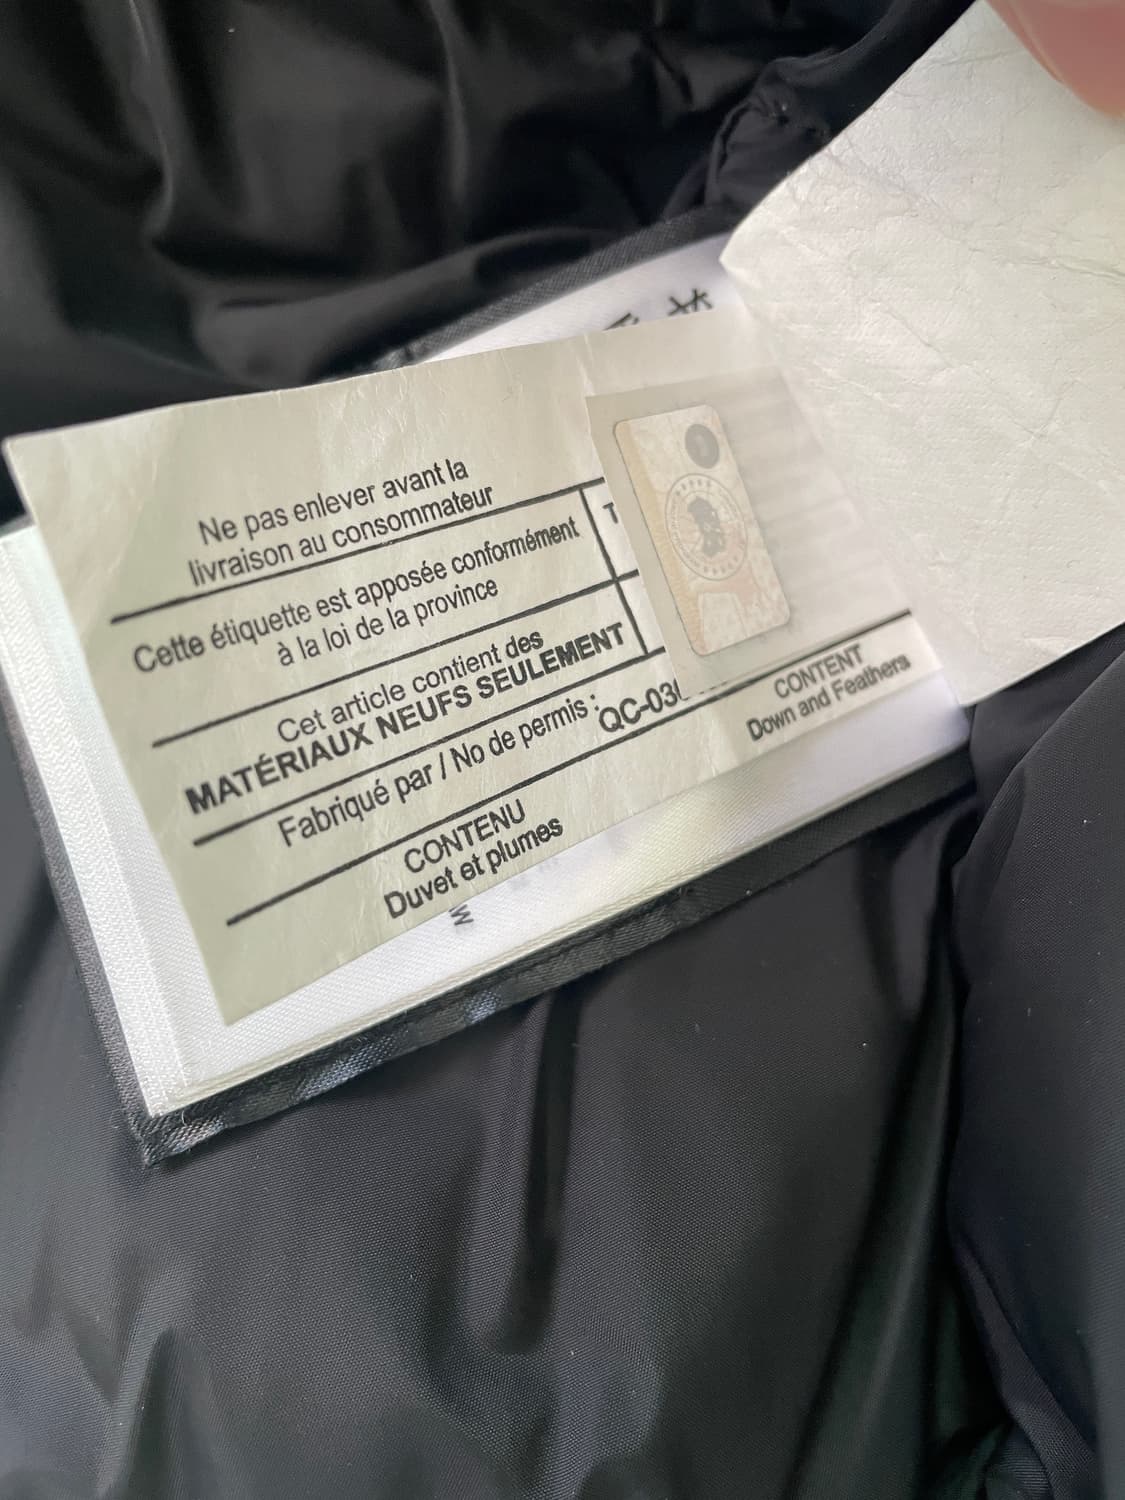 Ne pas enlever avant la
livraison au consommateur
Cette étiquette est apposée conformément
à la loi de la province
Cet article contient des
MATÉRIAUX NEUFS SEULEMENT
Fabriqué par / No de permis :
QC-03
CONTENU
Duvet et plumes
CONTENT
Down and Feathers
T
W